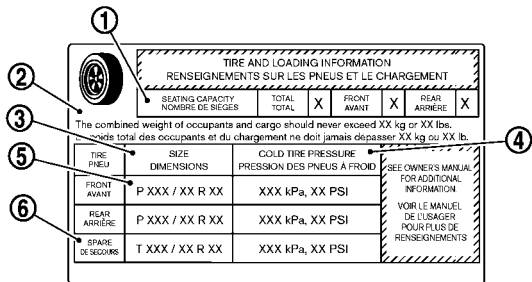 1
TIRE AND LOADING INFORMATION
RENSEIGNEMENTS SUR LES PNEUS ET LE CHARGEMENT
SEATING CAPACITY
NOMBRE DE SIÈGES
TOTAL
TOTAL
X
FRONT
AVANT
X
REAR
ARRIÈRE
X
2
The combined weight of occupants and cargo should never exceed XX kg or XX lbs.
poids total des occupants et du chargement ne doit jamais depasser XX kg ou XX lb.
3
4
TIRE
PNEU
SIZE
DIMENSIONS
COLD TIRE PRESSURE
PRESSION DES PNEUS À FROID
SEE OWNER'S MANUAL
FOR ADDITIONAL
INFORMATION.
VOIR LE MANUEL
DE L'USAGER
POUR PLUS DE
RENSEIGNEMENTS
5
FRONT
AVANT
P XXX / XX R XX
XXX kPa, XX PSI
REAR
ARRIÈRE
P XXX / XX R XX
XXX kPa, XX PSI
6
SPARE
DE SECOURS
T XXX / XX R XX
XXX kPa, XX PSI